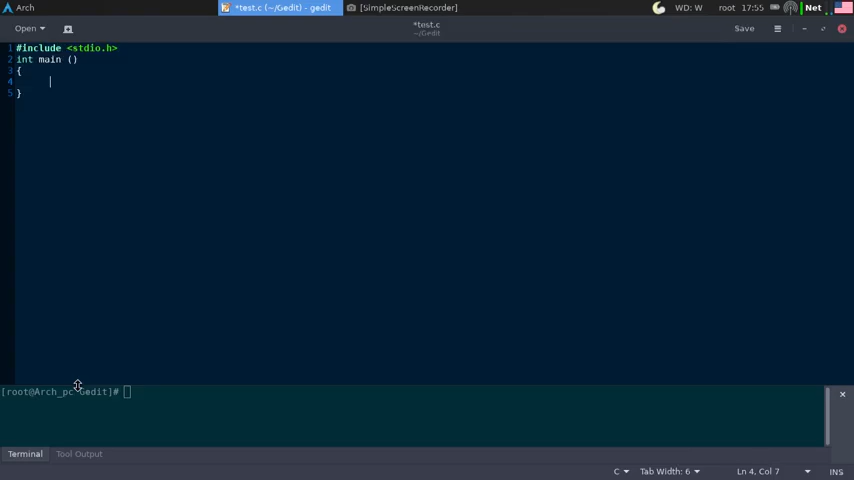 Arch
*test.c (~/Gedit) - gedit
[SimpleScreenRecorder]
WD: W
root 17:55
Net
Open
*test.c
~/Gedit
Save
1 #include <stdio.h>
2 int main ()
3 {
4
5 }
[root@Arch_pc Gedit]#
Terminal
Tool Output
C
Tab Width: 6
Ln 4, Col 7
INS